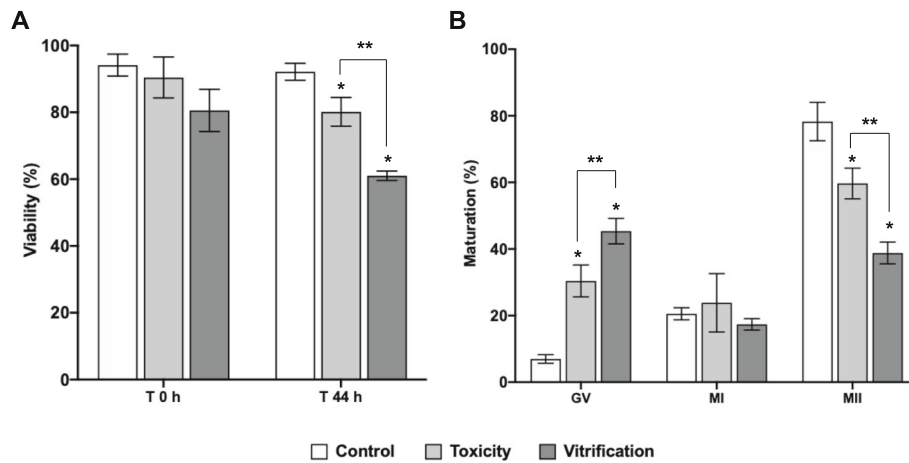 A
Viability (%)
100
80
60
40
20
0
**
*
*
T 0 h
T 44 h
B
Maturation (%)
100
80
60
40
20
0
**
*
*
**
*
*
GV
MI
MII
Control
Toxicity
Vitrification